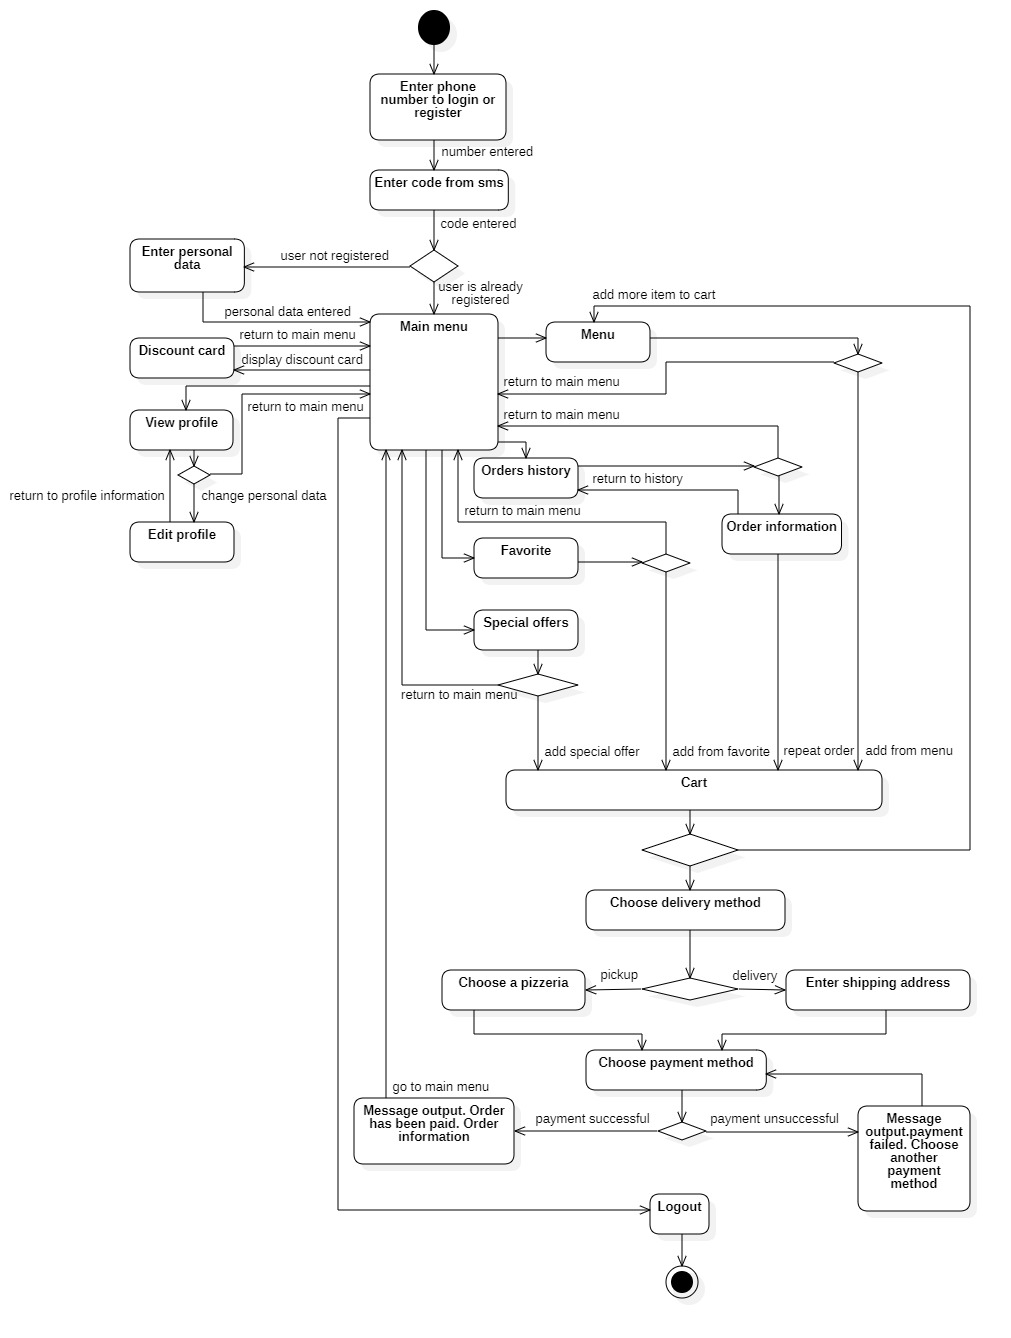 Enter phone
number to login or
register
number entered
Enter code from sms
code entered
Enter personal
data
user not registered
user is already
registered
personal data entered
Main menu
add more item to cart
Menu
Discount card
return to main menu
display discount card
return to main menu
return to main menu
return to main menu
View profile
Orders history
return to history
return to profile information
change personal data
return to main menu
Order information
Edit profile
Favorite
Special offers
return to main menu
add special offer
add from favorite
repeat order
add from menu
Cart
Choose delivery method
pickup
delivery
Choose a pizzeria
Enter shipping address
Choose payment method
go to main menu
Message output. Order
has been paid. Order
information
payment successful
payment unsuccessful
Message
output.payment
failed. Choose
another
payment
method
Logout